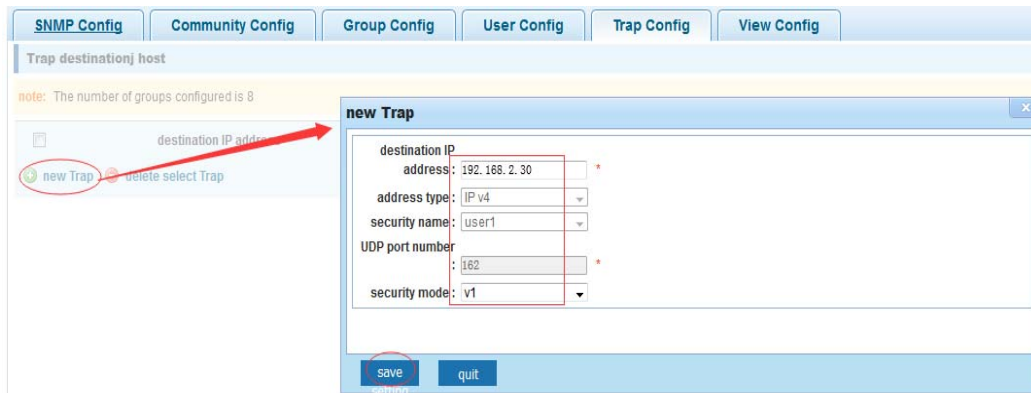 SNMP Config Community Config Group Config User Config Trap Config View Config
Trap destinationj host
note: The number of groups configured is 8
destination IP address
new Trap delete select Trap
new Trap
destination IP
address: 192.168.2.30 *
address type: IP v4
security name: user1
UDP port number
: 162 *
security mode: v1
save quit
setting